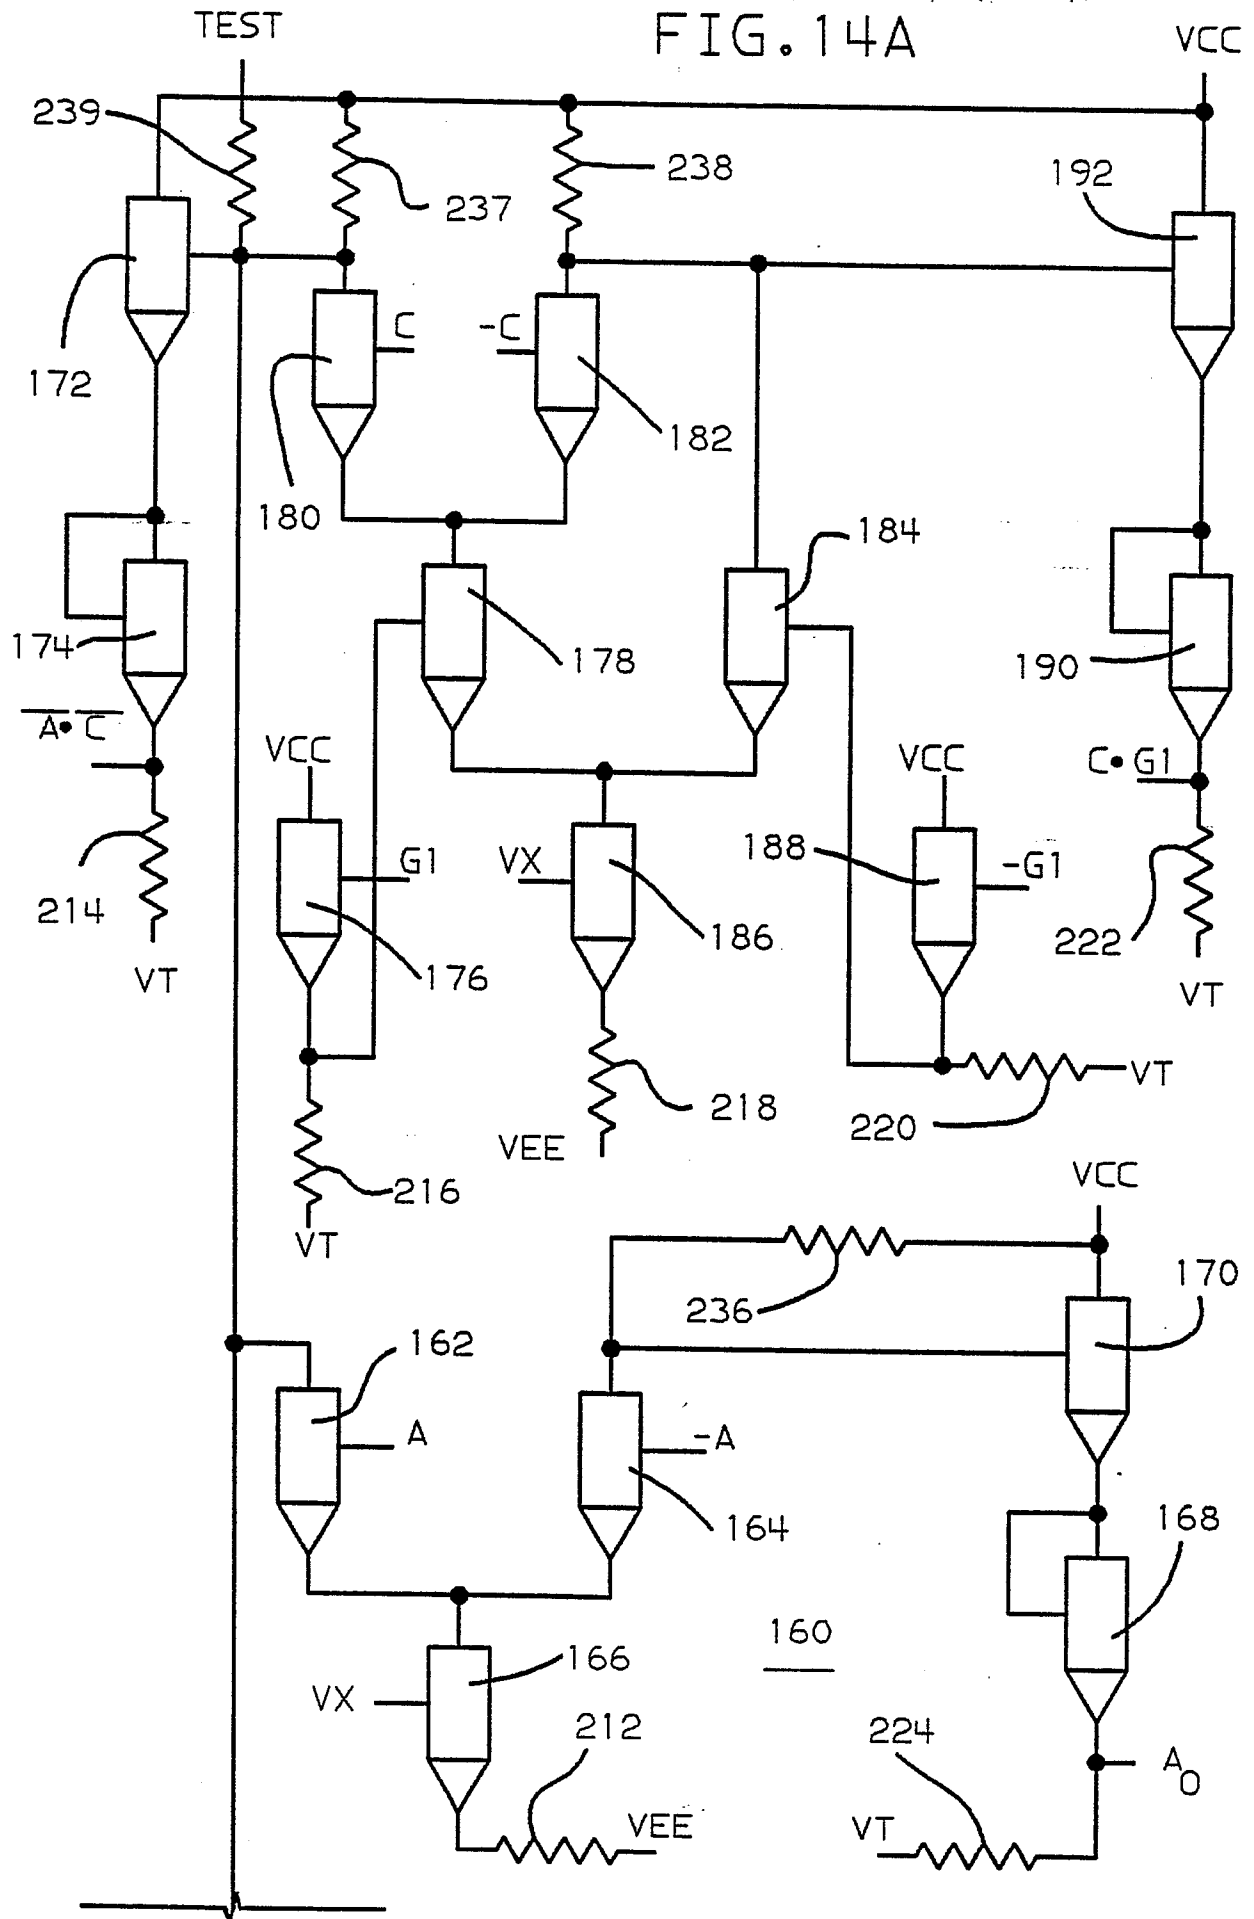 TEST
FIG.14A
VCC
239
237
238
192
172
C
-C
180
182
184
174
178
190
A•C
VCC
VCC
C•G1
G1
VX
188
-G1
214
176
186
222
VT
VT
218
VT
220
VEE
216
VT
VCC
236
170
162
A
-A
164
168
160
166
VX
212
224
A0
VEE
VT